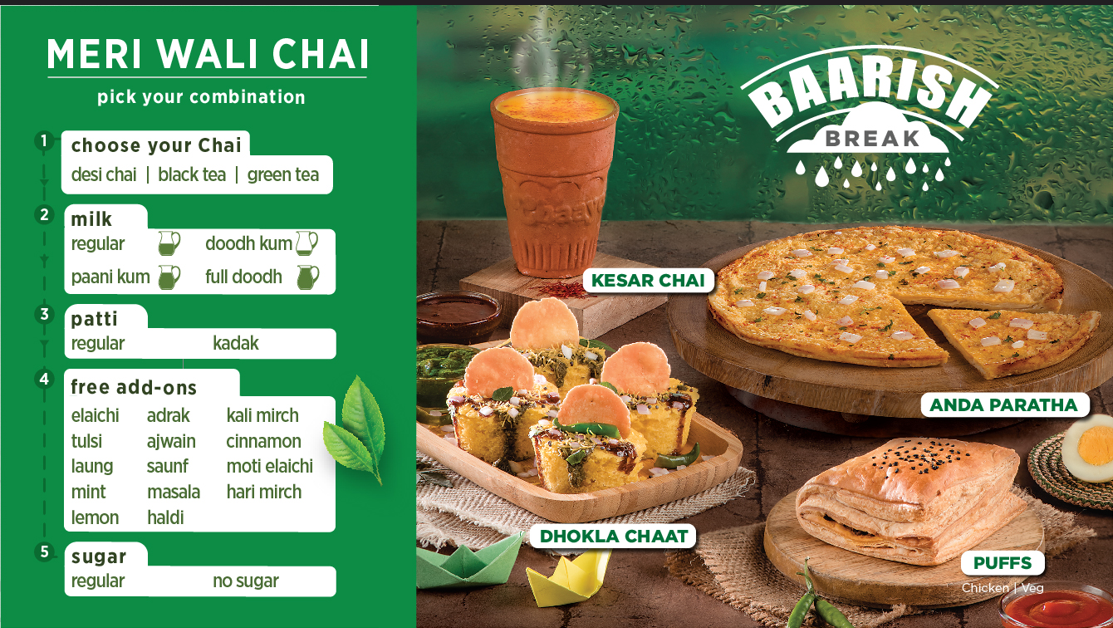 MERI WALI CHAI
pick your combination
1
choose your Chai
desi chai | black tea | green tea
2
milk
regular doodh kum
paani kum full doodh
3
patti
regular kadak
4
free add-ons
elaichi adrak kali mirch
tulsi ajwain cinnamon
laung saunf moti elaichi
mint masala hari mirch
lemon haldi
5
sugar
regular no sugar
BAARISH
BREAK
KESAR CHAI
ANDA PARATHA
DHOKLA CHAAT
PUFFS
Chicken | Veg